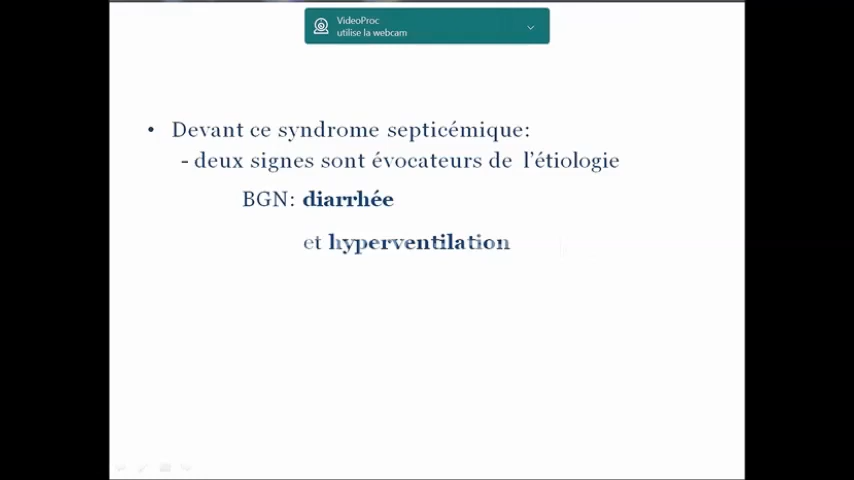 VideoProc
utilise la webcam
• Devant ce syndrome septicémique:
- deux signes sont évocateurs de l'étiologie
BGN: diarrhée
et hyperventilation